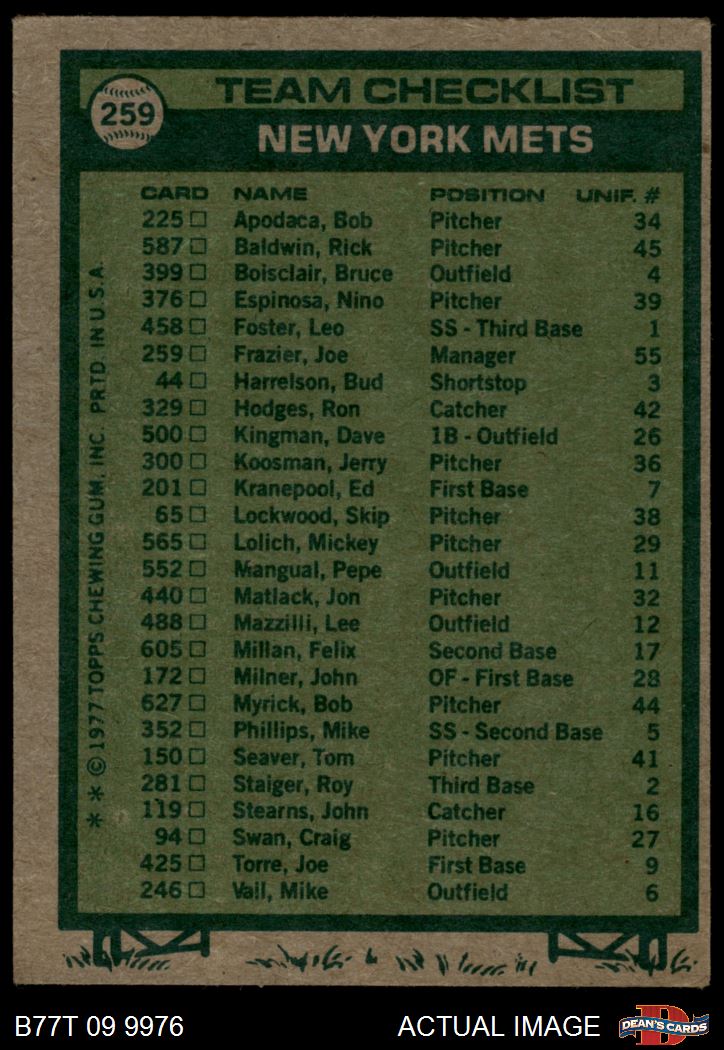 259
TEAM CHECKLIST
NEW YORK METS
CARD NAME POSITION UNIF. #
225 Apodaca, Bob Pitcher 34
587 Baldwin, Rick Pitcher 45
399 Boisclair, Bruce Outfield 4
376 Espinosa, Nino Pitcher 39
458 Foster, Leo SS - Third Base 1
259 Frazier, Joe Manager 55
44 Harrelson, Bud Shortstop 3
329 Hodges, Ron Catcher 42
500 Kingman, Dave 1B - Outfield 26
300 Koosman, Jerry Pitcher 36
201 Kranepool, Ed First Base 7
65 Lockwood, Skip Pitcher 38
565 Lolich, Mickey Pitcher 29
552 Mangual, Pepe Outfield 11
440 Matlack, Jon Pitcher 32
488 Mazzilli, Lee Outfield 12
605 Millan, Felix Second Base 17
172 Milner, John OF - First Base 28
627 Myrick, Bob Pitcher 44
352 Phillips, Mike SS - Second Base 5
150 Seaver, Tom Pitcher 41
281 Staiger, Roy Third Base 2
119 Stearns, John Catcher 16
94 Swan, Craig Pitcher 27
425 Torre, Joe First Base 9
246 Vail, Mike Outfield 6
* * © 1977 TOPPS CHEWING GUM, INC. PRTD. IN U.S.A.
B77T 09 9976
ACTUAL IMAGE
D
DEAN'S CARDS